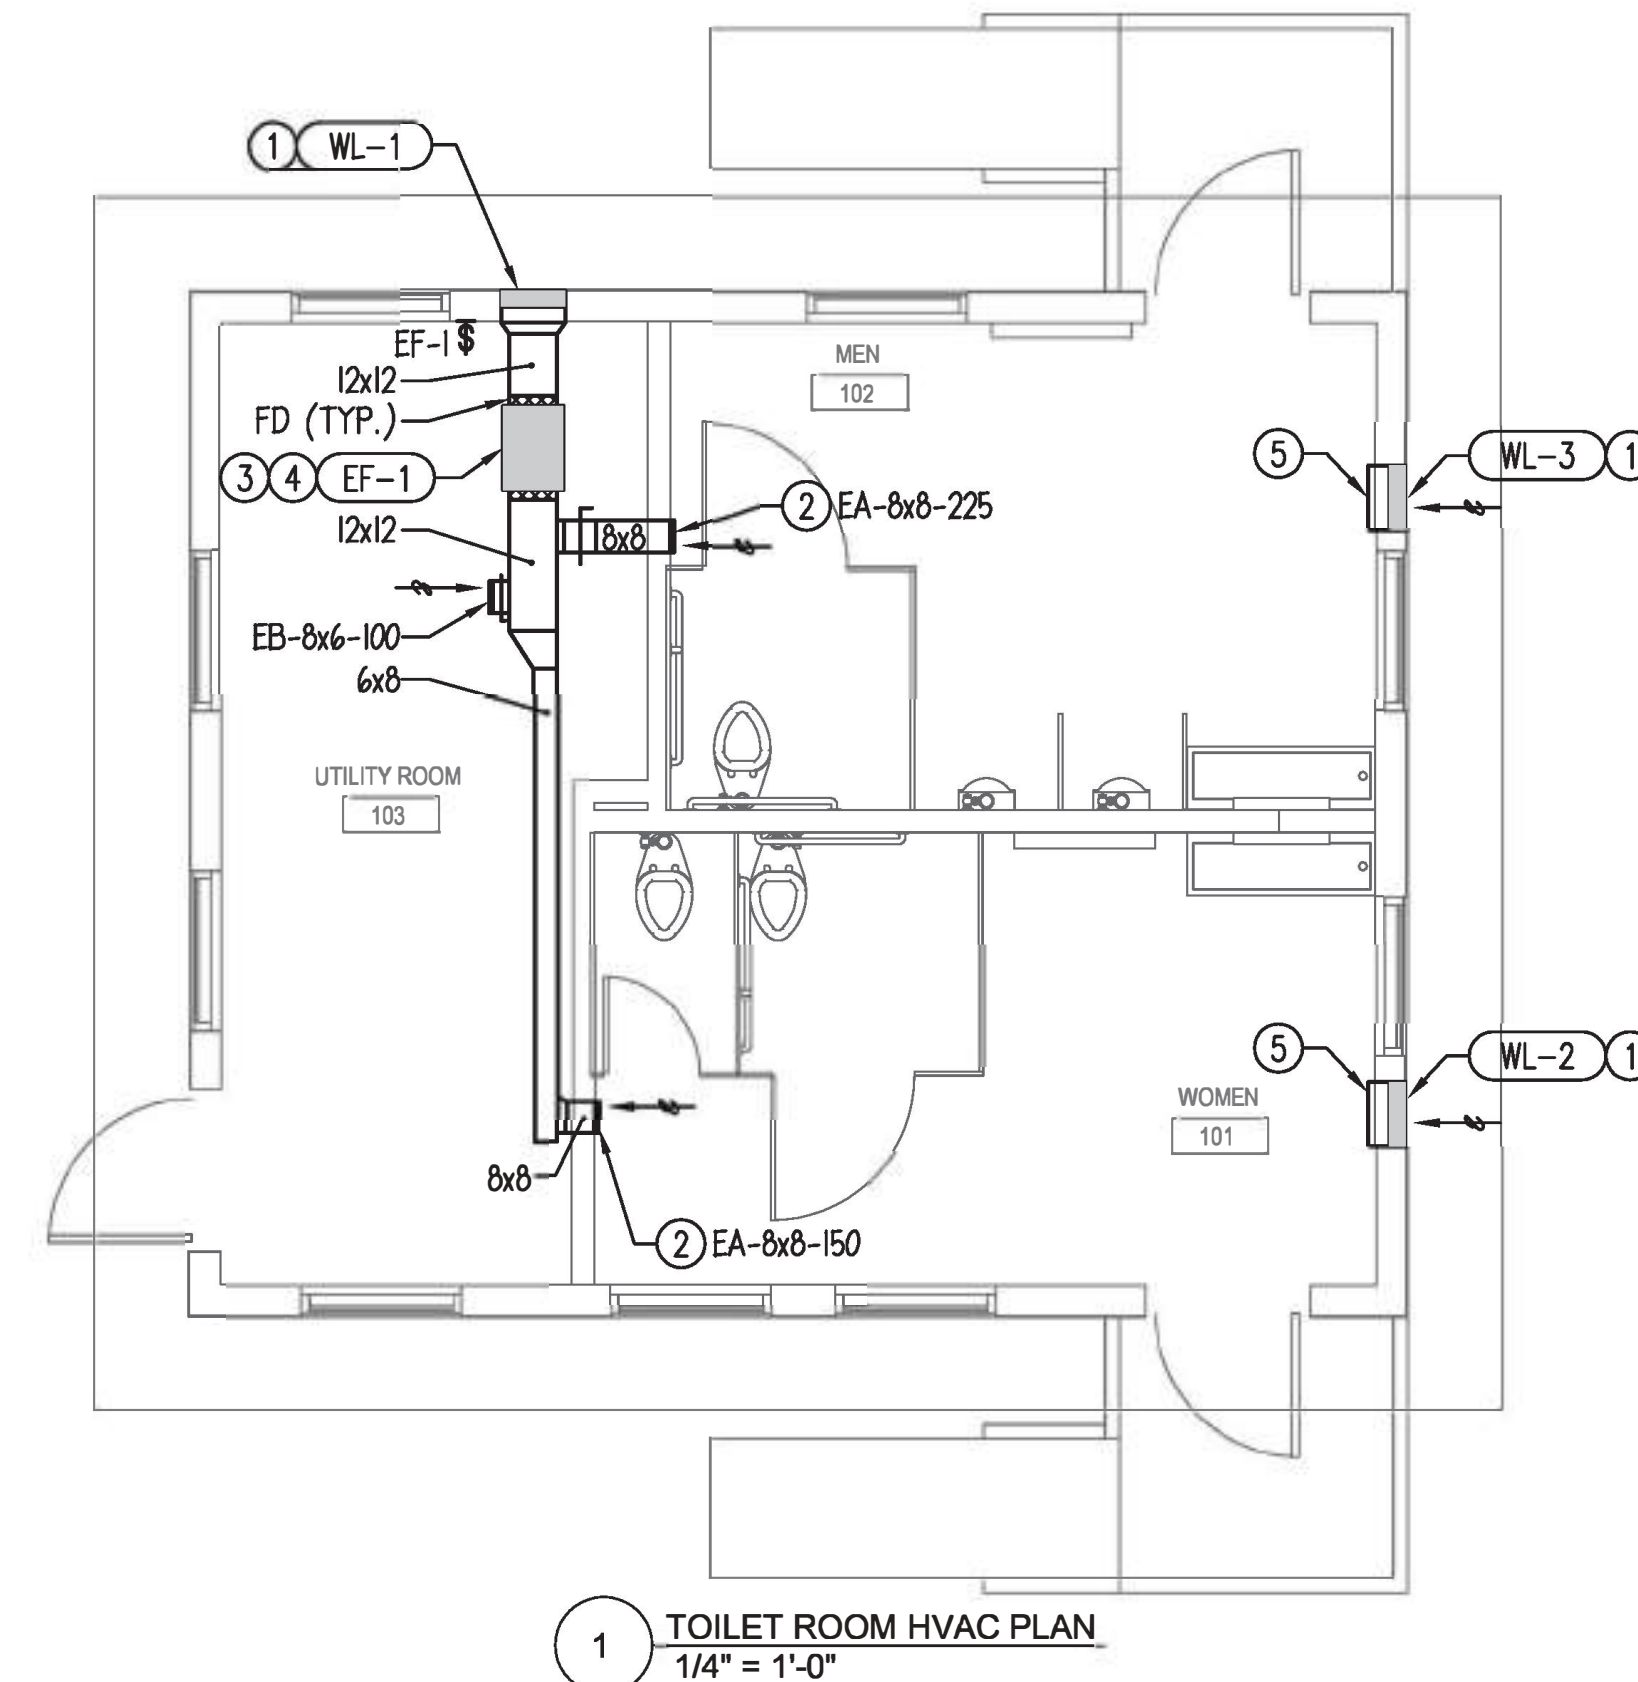 1 WL-1
EF-1 $
12x12
FD (TYP.)
3 4 EF-1
12x12
8x8
2 EA-8x8-225
EB-8x6-100
6x8
MEN
102
5 WL-3 1
UTILITY ROOM
103
5 WL-2 1
WOMEN
101
8x8
2 EA-8x8-150
1 TOILET ROOM HVAC PLAN
1/4" = 1'-0"